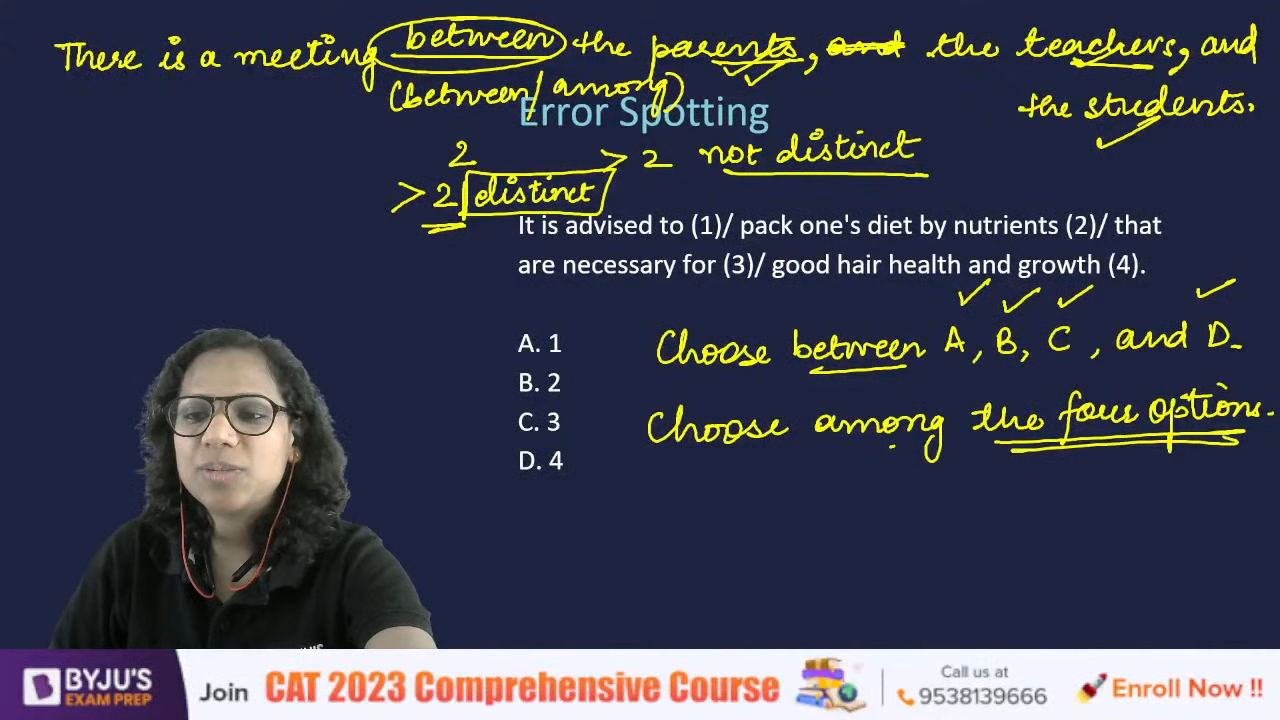 There is a meeting between the parents, and the teachers, and
(between/among)
the students.
Error Spotting
2
> 2 not distinct
> 2 distinct
It is advised to (1)/ pack one's diet by nutrients (2)/ that
are necessary for (3)/ good hair health and growth (4).
A. 1
Choose between A, B, C, and D.
B. 2
C. 3
Choose among the four options.
D. 4
BYJU'S
EXAM PREP
Join CAT 2023 Comprehensive Course
Call us at
9538139666
Enroll Now !!